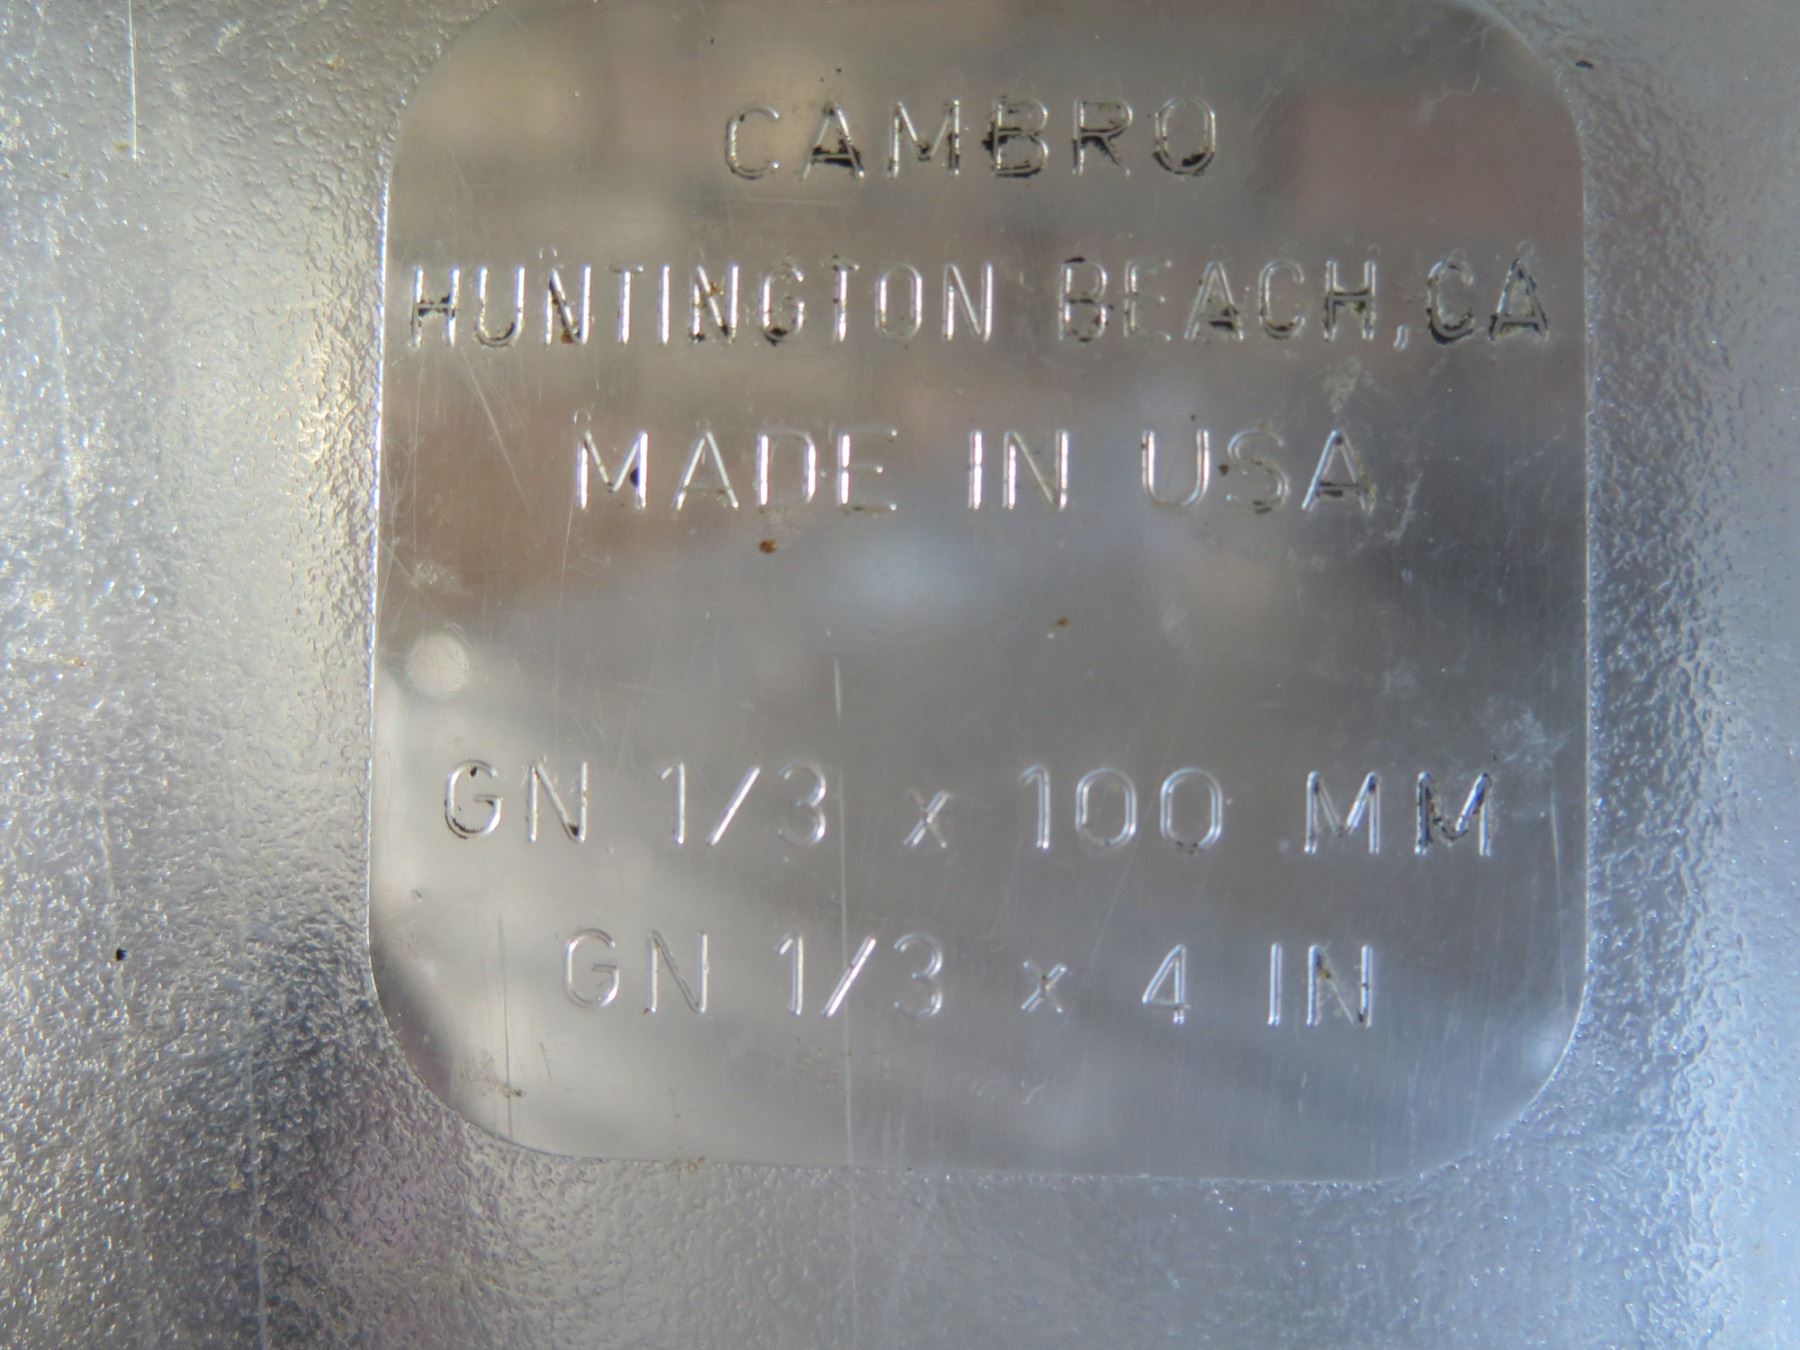 CAMBRO
HUNTINGTON BEACH,CA
MADE IN USA
GN 1/3 x 100 MM
GN 1/3 x 4 IN